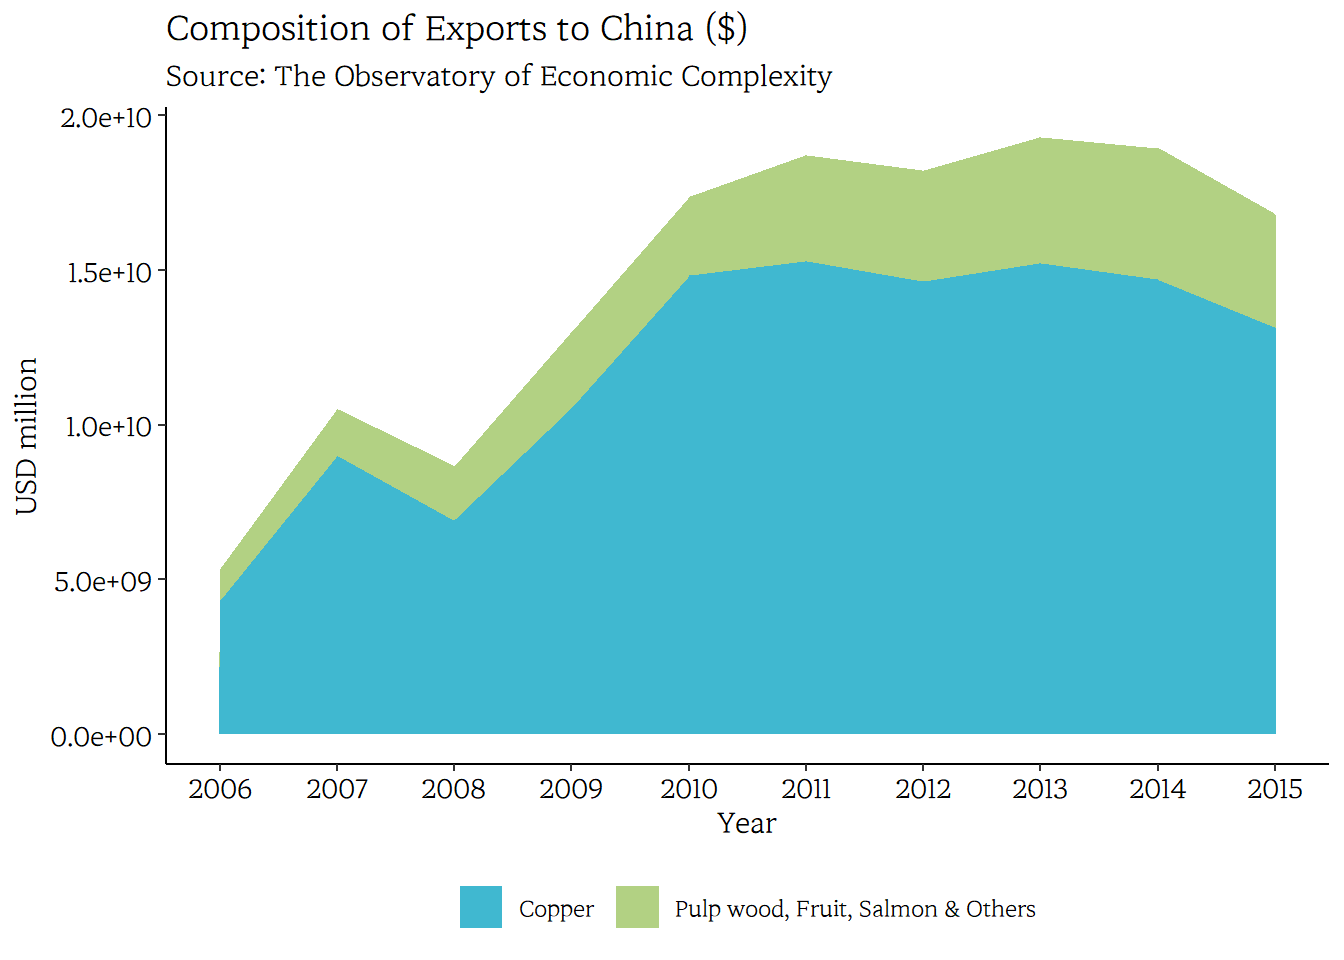 Composition of Exports to China ($)
Source: The Observatory of Economic Complexity
2.0e+10
1.5e+10
1.0e+10
5.0e+09
0.0e+00
USD million
2006 2007 2008 2009 2010 2011 2012 2013 2014 2015
Year
Copper Pulp wood, Fruit, Salmon & Others